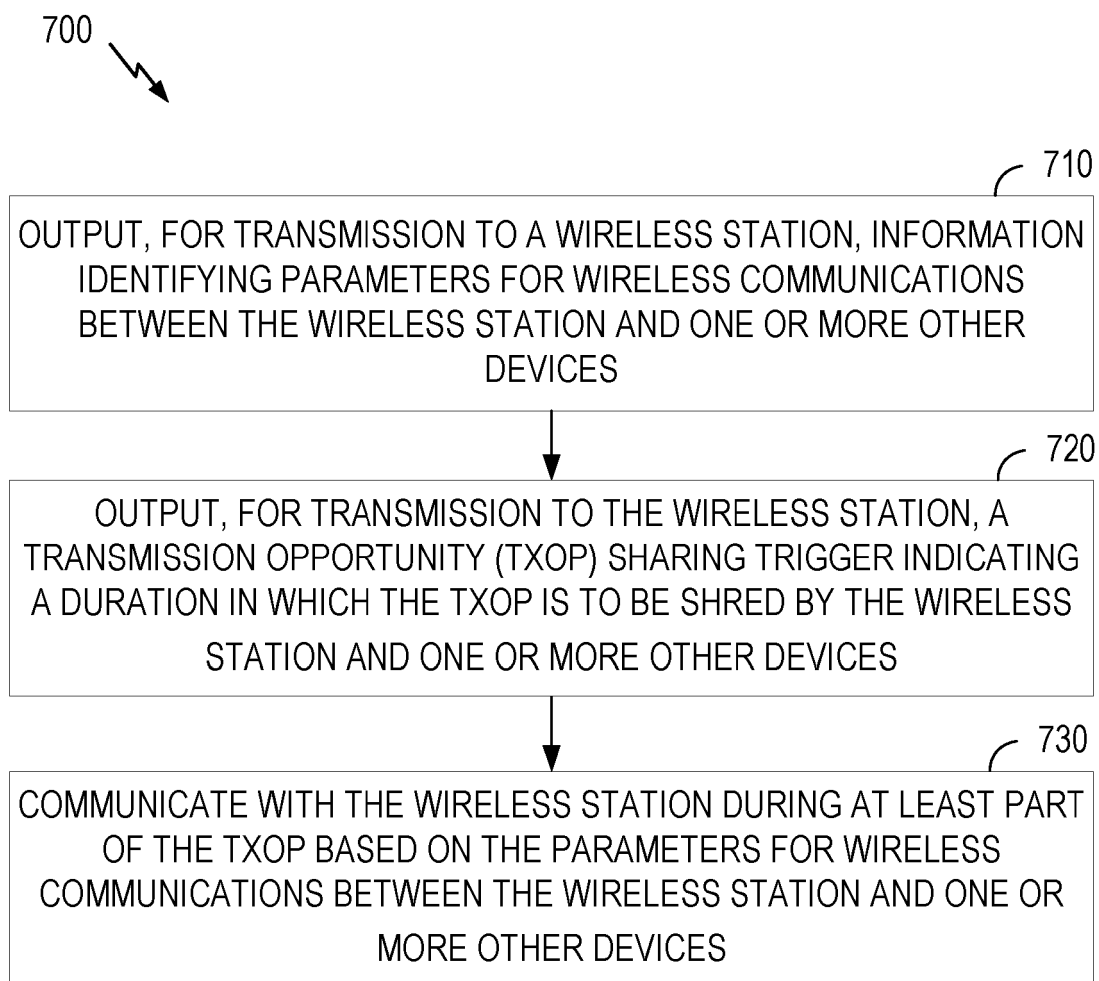 700
710
OUTPUT, FOR TRANSMISSION TO A WIRELESS STATION, INFORMATION
IDENTIFYING PARAMETERS FOR WIRELESS COMMUNICATIONS
BETWEEN THE WIRELESS STATION AND ONE OR MORE OTHER
DEVICES
720
OUTPUT, FOR TRANSMISSION TO THE WIRELESS STATION, A
TRANSMISSION OPPORTUNITY (TXOP) SHARING TRIGGER INDICATING
A DURATION IN WHICH THE TXOP IS TO BE SHRED BY THE WIRELESS
STATION AND ONE OR MORE OTHER DEVICES
730
COMMUNICATE WITH THE WIRELESS STATION DURING AT LEAST PART
OF THE TXOP BASED ON THE PARAMETERS FOR WIRELESS
COMMUNICATIONS BETWEEN THE WIRELESS STATION AND ONE OR
MORE OTHER DEVICES